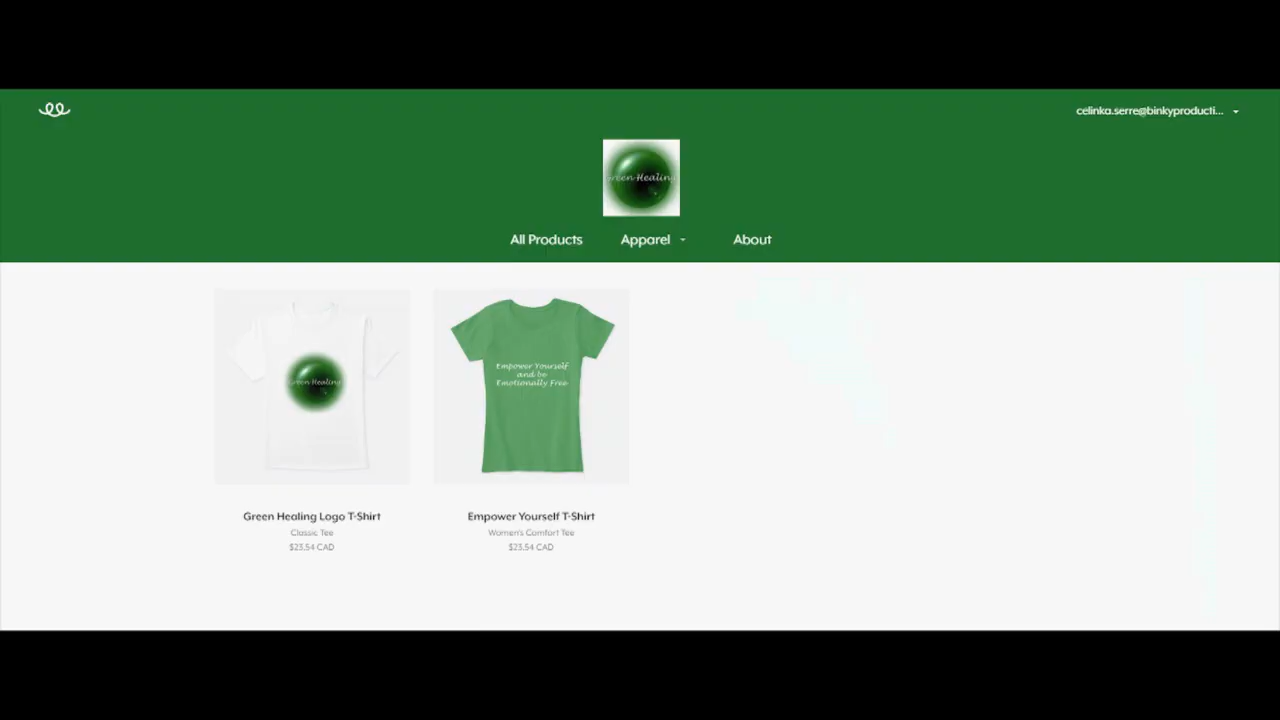 celinka.serre@binkyproducti...
Green Healing
All Products Apparel About
Green Healing
Empower Yourself
and be
Emotionally Free
Green Healing Logo T-Shirt
Classic Tee
$23.54 CAD
Empower Yourself T-Shirt
Women's Comfort Tee
$23.54 CAD